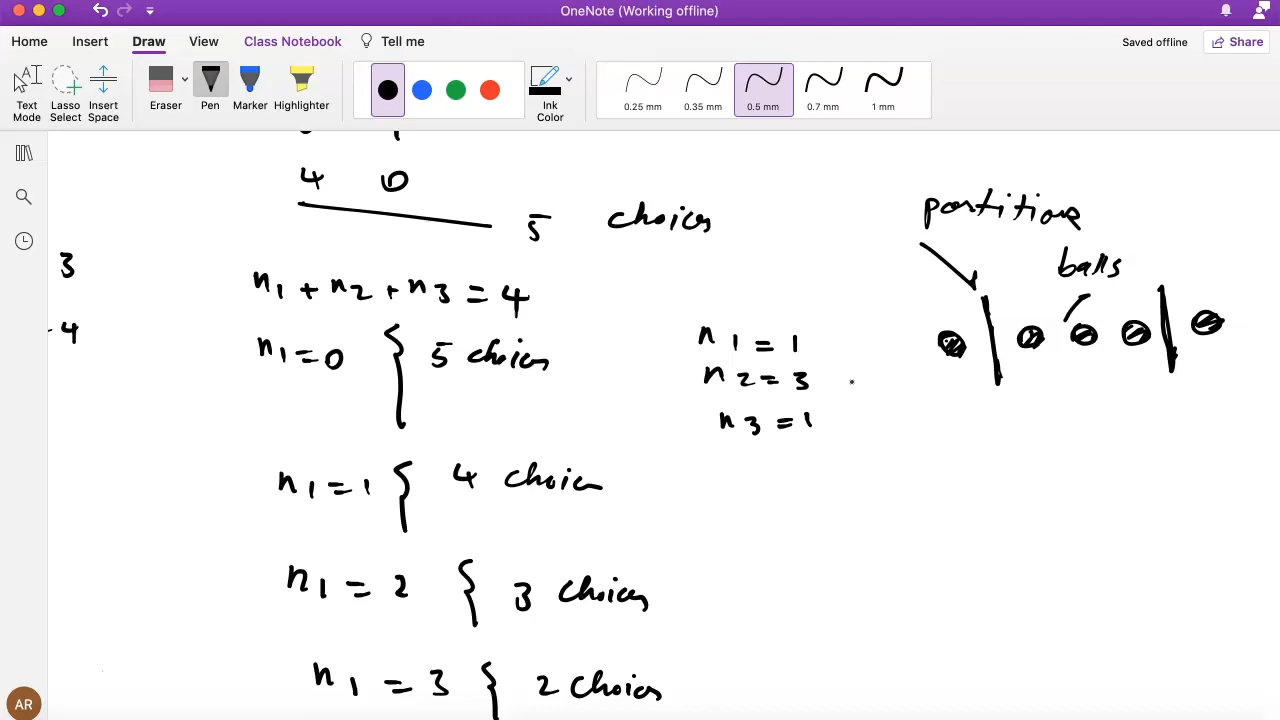 OneNote (Working offline)
Home Insert Draw View Class Notebook Tell me
Saved offline Share
Text Mode
Lasso Select
Insert Space
Eraser
Pen
Marker
Highlighter
Ink Color
0.25 mm 0.35 mm 0.5 mm 0.7 mm 1 mm
4 0
5 choices
3
- 4
n1 + n2 + n3 = 4
n1 = 0 { 5 choices
n1 = 1 { 4 choices
n1 = 2 { 3 choices
n1 = 3 { 2 choices
n1 = 1
n2 = 3
n3 = 1
partitions
balls
AR